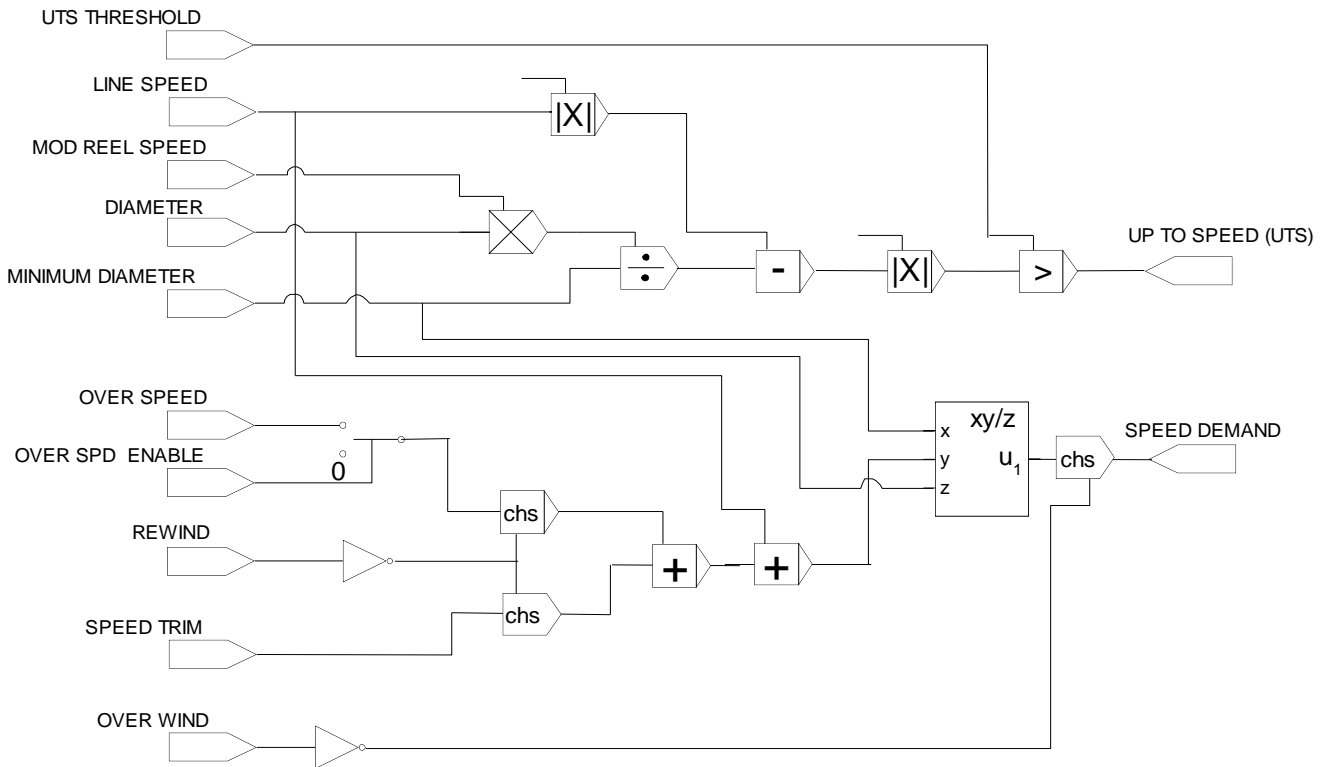 UTS THRESHOLD
LINE SPEED
|X|
MOD REEL SPEED
DIAMETER
UP TO SPEED (UTS)
MINIMUM DIAMETER
÷
-
|X|
>
OVER SPEED
xy/z
x
SPEED DEMAND
OVER SPD ENABLE
0
y
u1
chs
z
chs
REWIND
+
+
chs
SPEED TRIM
OVER WIND